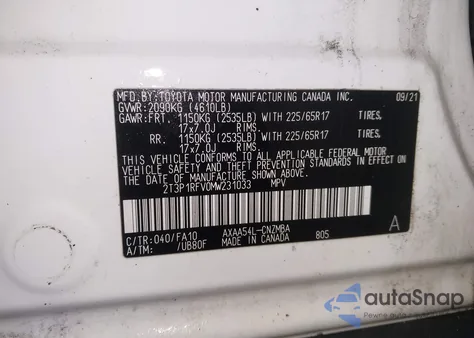 MFD.BY:TOYOTA MOTOR MANUFACTURING CANADA INC. 09/21
GVWR: 2090KG (4610LB)
GAWR:FRT. 1150KG (2535LB) WITH 225/65R17 TIRES,
17x7.0J RIMS.
RR. 1150KG (2535LB) WITH 225/65R17 TIRES,
17x7.0J RIMS.
THIS VEHICLE CONFORMS TO ALL APPLICABLE FEDERAL MOTOR
VEHICLE SAFETY AND THEFT PREVENTION STANDARDS IN
EFFECT ON THE DATE OF MANUFACTURE SHOWN ABOVE.
2T3P1RFV0MW231033 MPV
C/TR:040/FA10 AXAA54L-CNZMBA A
A/TM: /UB80F MADE IN CANADA 805
autoSnap
Pewne auto z